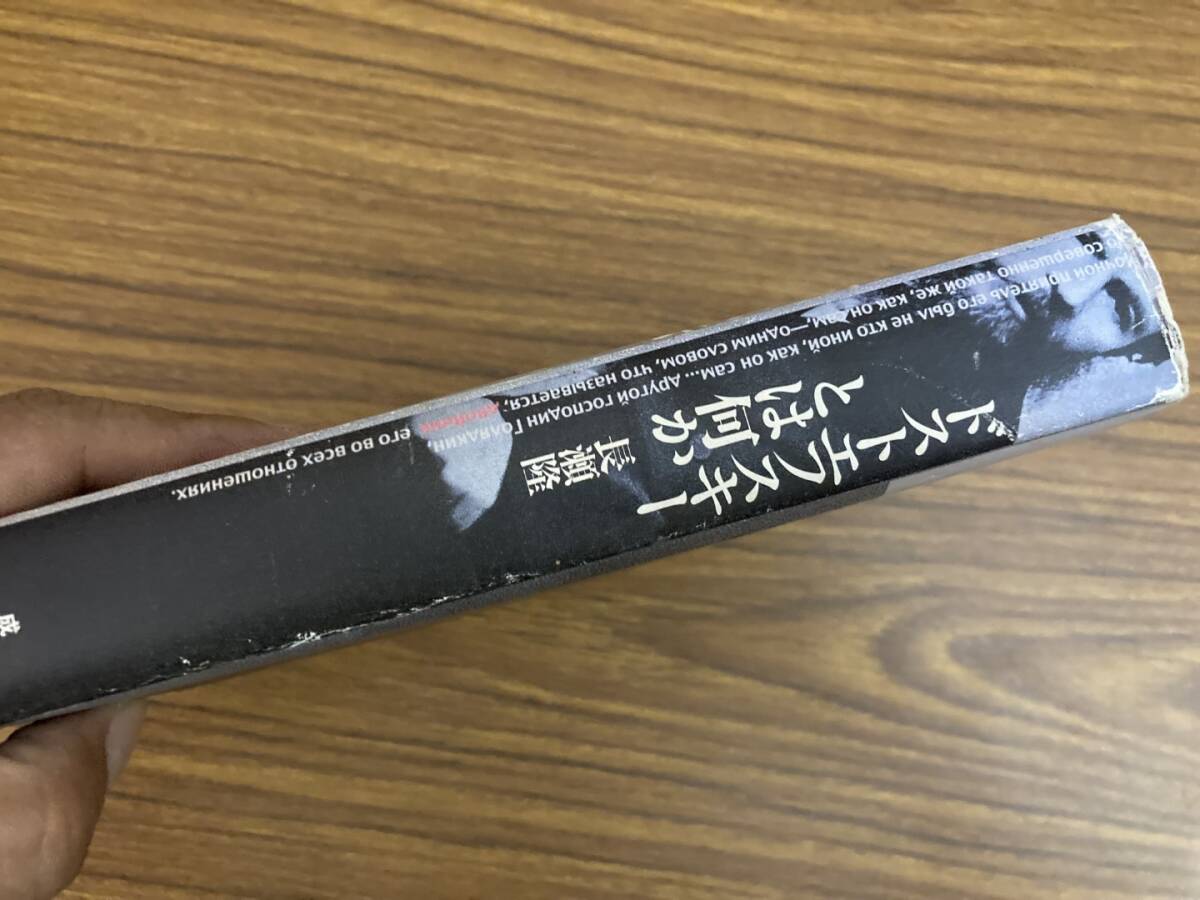 ドストエフスキー
とは何か
長瀬隆
成
очной приятель его был не кто иной, как он сам... другой господин Голядкин,
о совершенно такой же, как он сам,—одним словом, что называется, двойник его во всех отношениях.